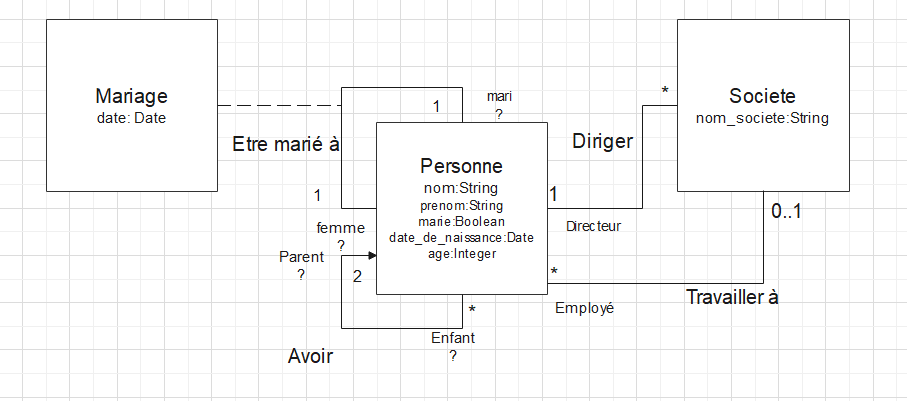 Mariage
date: Date
Etre marié à
1
mari
?
1
femme
?
Personne
nom:String
prenom:String
marie:Boolean
date_de_naissance:Date
age:Integer
Parent
?
2
*
Enfant
?
Avoir
Diriger
*
1
Directeur
Societe
nom_societe:String
0..1
*
Employé
Travailler à